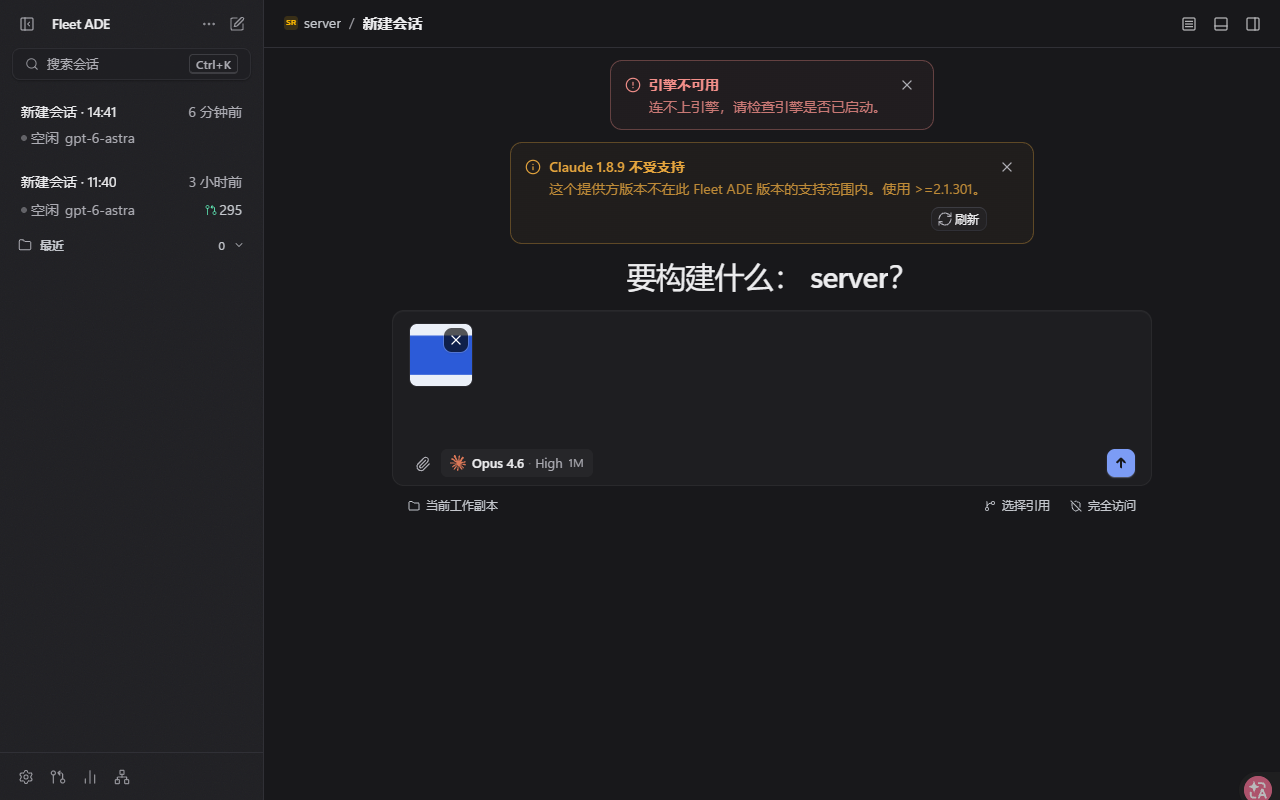 Fleet ADE
搜索会话 Ctrl+K
新建会话 · 14:41 6 分钟前
空闲 gpt-6-astra
新建会话 · 11:40 3 小时前
空闲 gpt-6-astra 295
最近 0
SR server / 新建会话
引擎不可用
连不上引擎，请检查引擎是否已启动。
Claude 1.8.9 不受支持
这个提供方版本不在此 Fleet ADE 版本的支持范围内。使用 >=2.1.301。
刷新
要构建什么： server？
Opus 4.6 · High 1M
当前工作副本 选择引用 完全访问